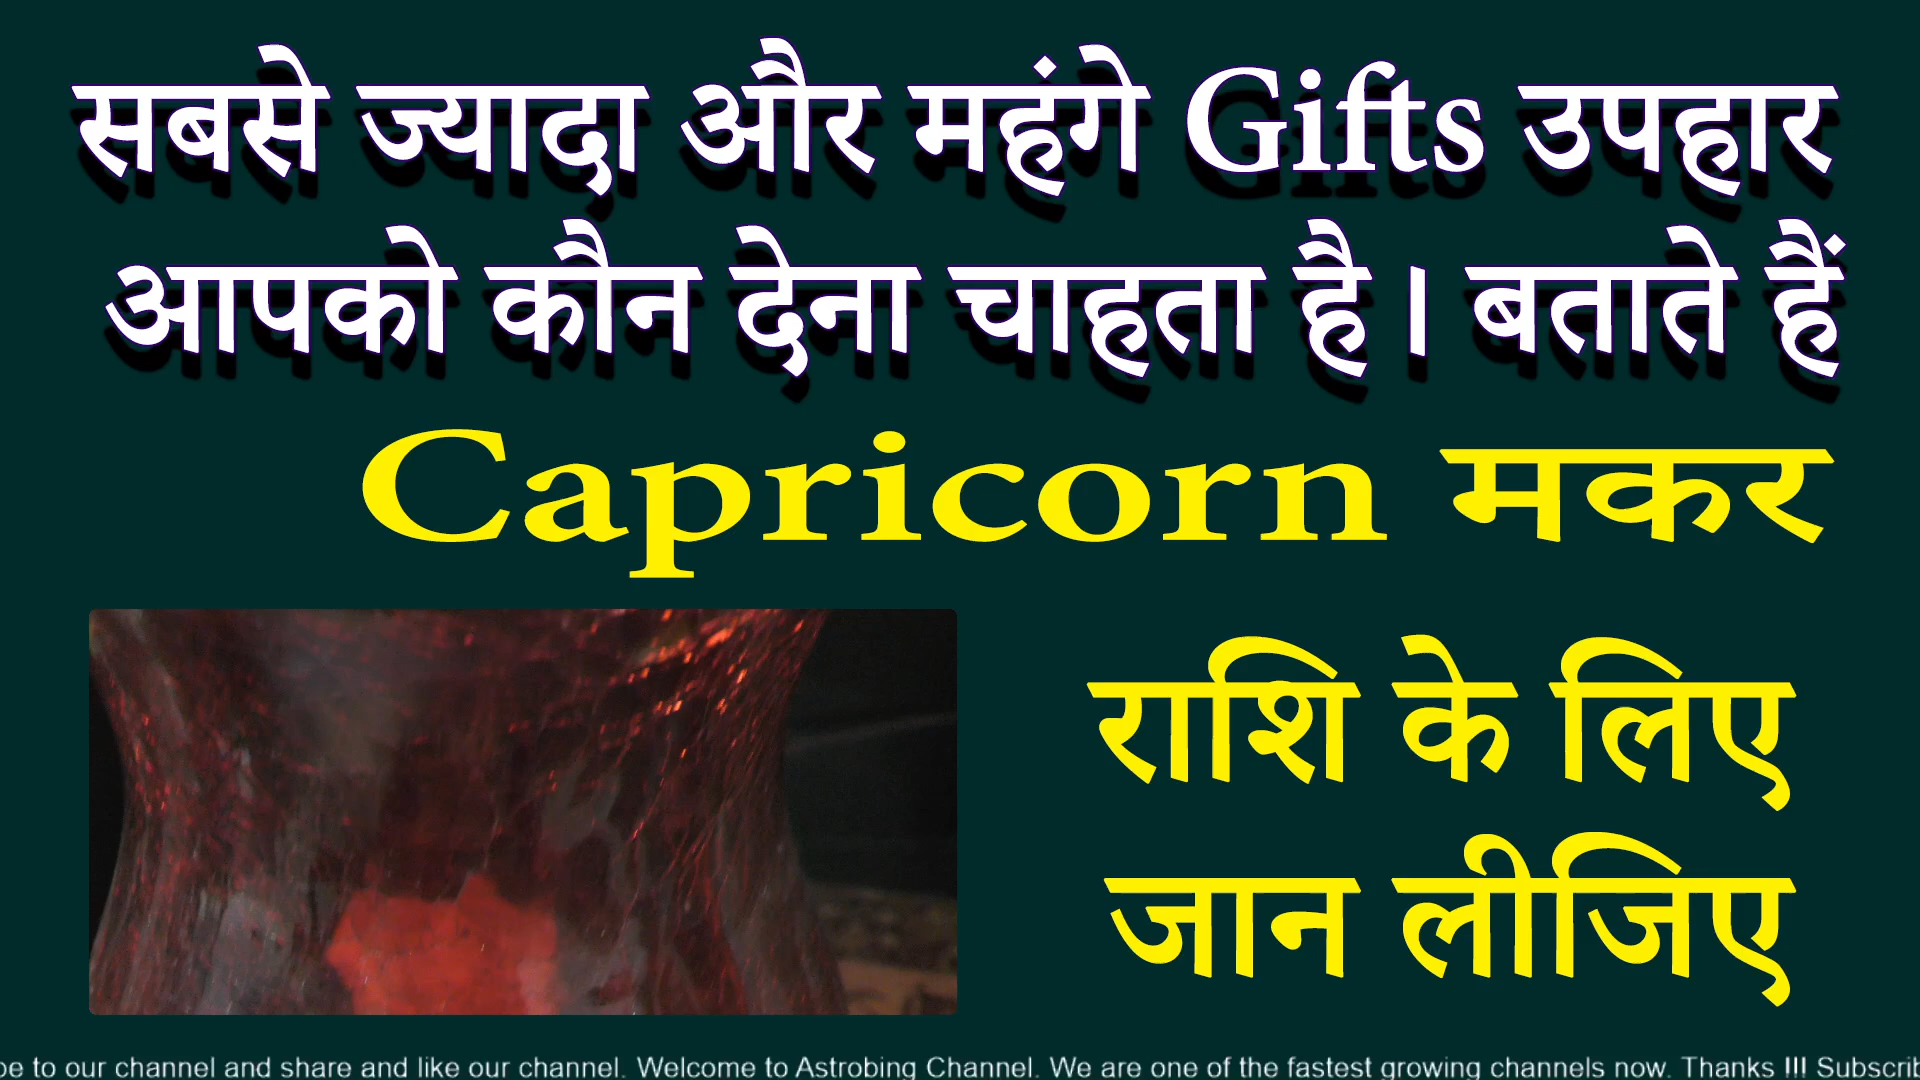 सबसे ज्यादा और महंगे Gifts उपहार
आपको कौन देना चाहता है । बताते हैं
Capricorn मकर
राशि के लिए
जान लीजिए
to our channel and share and like our channel. Welcome to Astrobing Channel. We are one of the fastest growing channels now. Thanks !!!